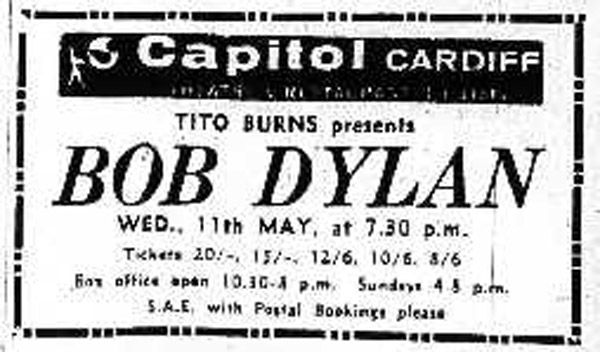 Capitol CARDIFF
TITO BURNS presents
BOB DYLAN
WED., 11th MAY, at 7.30 p.m.
Tickets 20/-, 15/-, 12/6, 10/6, 8/6
Box office open 10.30-8 p.m. Sundays 4-8 p.m.
S.A.E. with Postal Bookings please